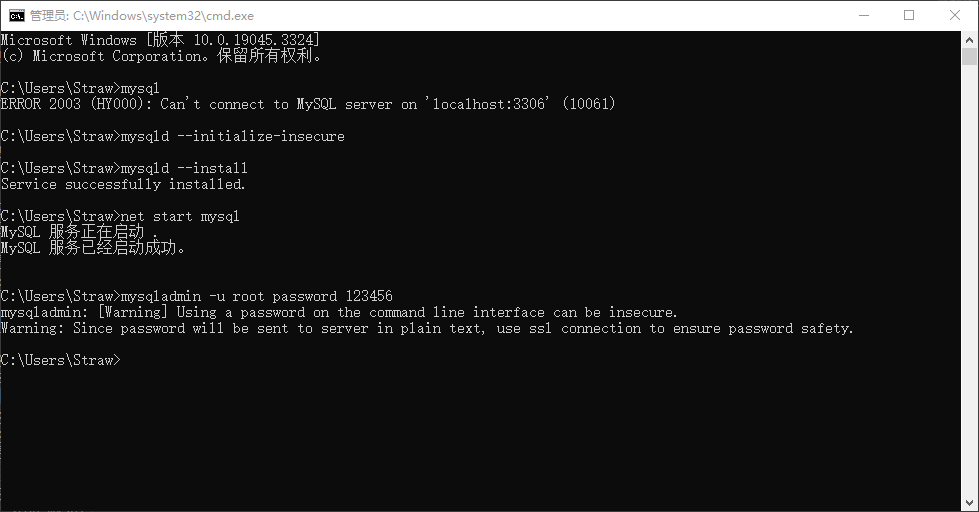 管理员: C:\Windows\system32\cmd.exe
Microsoft Windows [版本 10.0.19045.3324]
(c) Microsoft Corporation。保留所有权利。
C:\Users\Straw>mysql
ERROR 2003 (HY000): Can't connect to MySQL server on 'localhost:3306' (10061)
C:\Users\Straw>mysqld --initialize-insecure
C:\Users\Straw>mysqld --install
Service successfully installed.
C:\Users\Straw>net start mysql
MySQL 服务正在启动 .
MySQL 服务已经启动成功。
C:\Users\Straw>mysqladmin -u root password 123456
mysqladmin: [Warning] Using a password on the command line interface can be insecure.
Warning: Since password will be sent to server in plain text, use ssl connection to ensure password safety.
C:\Users\Straw>